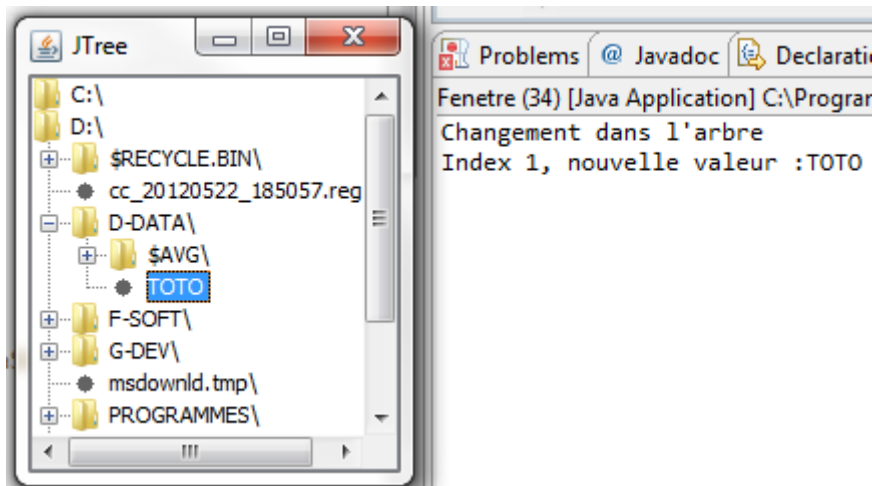 JTree
C:\
D:\
$RECYCLE.BIN\
cc_20120522_185057.reg
D-DATA\
$AVG\
TOTO
F-SOFT\
G-DEV\
msdownld.tmp\
PROGRAMMES\
Problems @ Javadoc Declaratio
Fenetre (34) [Java Application] C:\Program
Changement dans l'arbre
Index 1, nouvelle valeur :TOTO